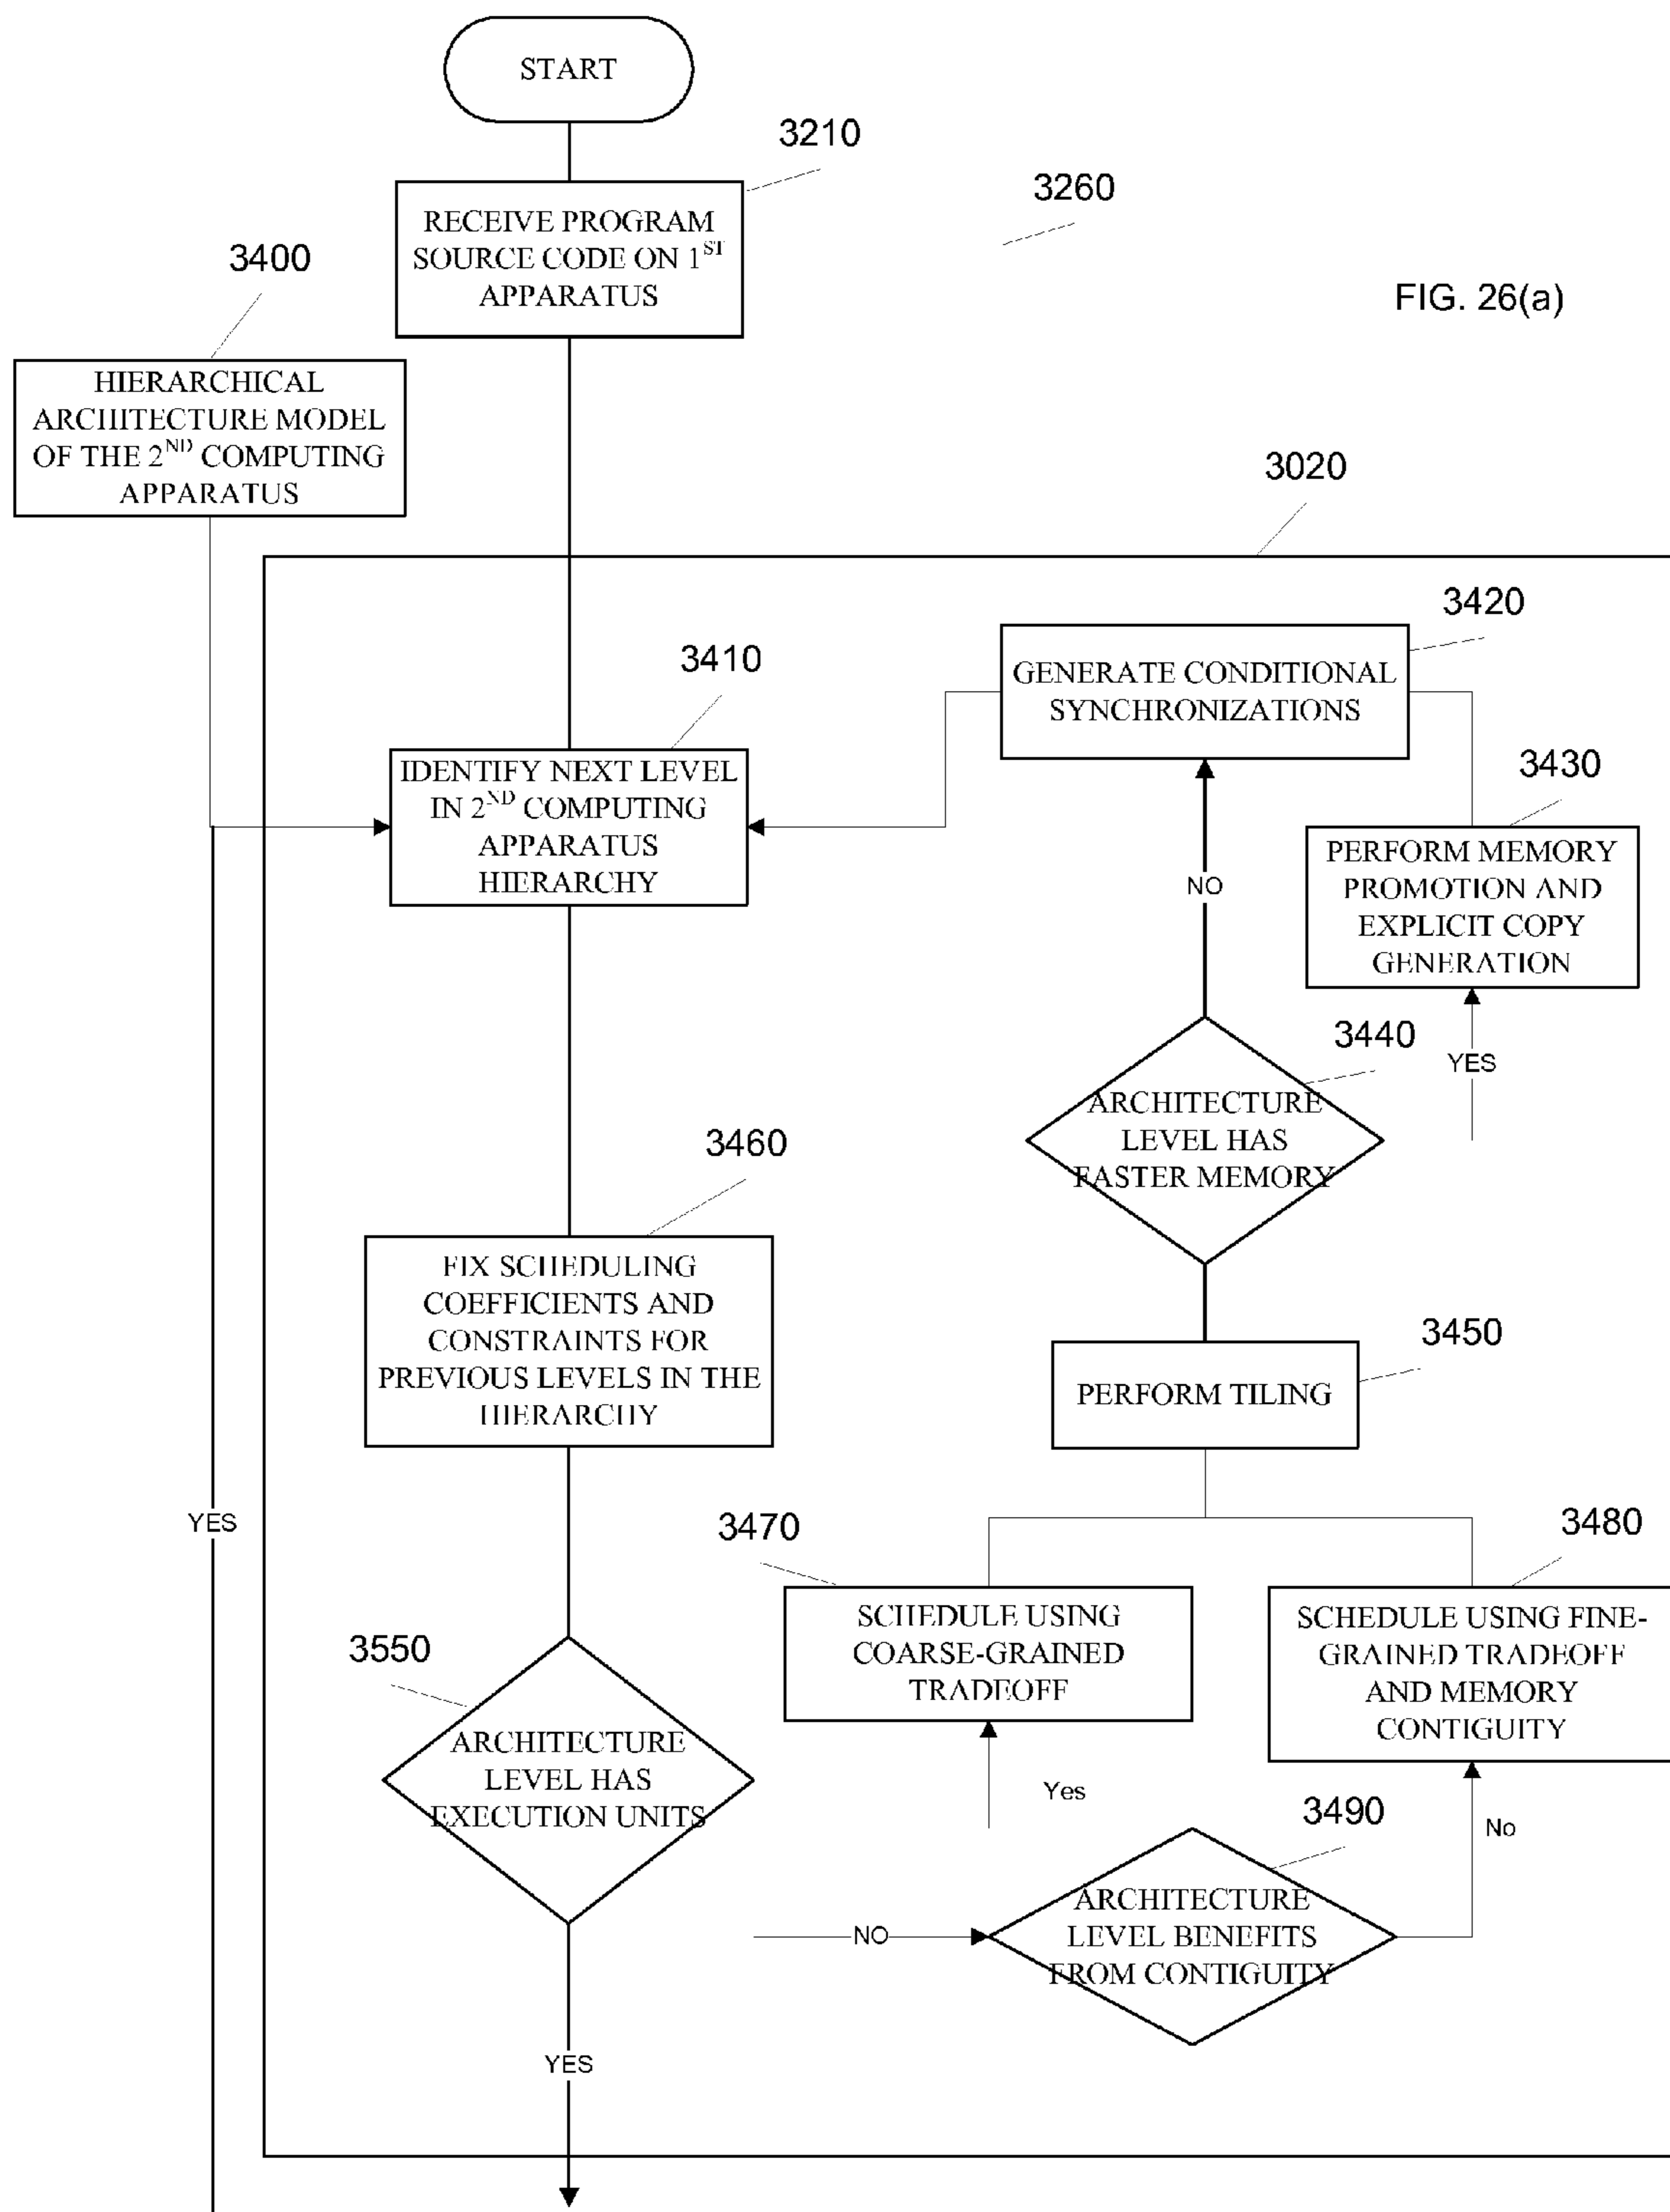 START
3210
3260
RECEIVE PROGRAM
SOURCE CODE ON 1ST
APPARATUS
3400
FIG. 26(a)
HIERARCHICAL
ARCHITECTURE MODEL
OF THE 2ND COMPUTING
APPARATUS
3020
3420
GENERATE CONDITIONAL
SYNCHRONIZATIONS
3410
IDENTIFY NEXT LEVEL
IN 2ND COMPUTING
APPARATUS
HIERARCHY
3430
PERFORM MEMORY
PROMOTION AND
EXPLICIT COPY
GENERATION
NO
3440
YES
ARCHITECTURE
LEVEL HAS
FASTER MEMORY
3460
FIX SCHEDULING
COEFFICIENTS AND
CONSTRAINTS FOR
PREVIOUS LEVELS IN THE
HIERARCHY
3450
PERFORM TILING
YES
3470
3480
SCHEDULE USING
COARSE-GRAINED
TRADEOFF
SCHEDULE USING FINE-
GRAINED TRADEOFF
AND MEMORY
CONTIGUITY
3550
ARCHITECTURE
LEVEL HAS
EXECUTION UNITS
Yes
3490
No
ARCHITECTURE
LEVEL BENEFITS
FROM CONTIGUITY
NO
YES